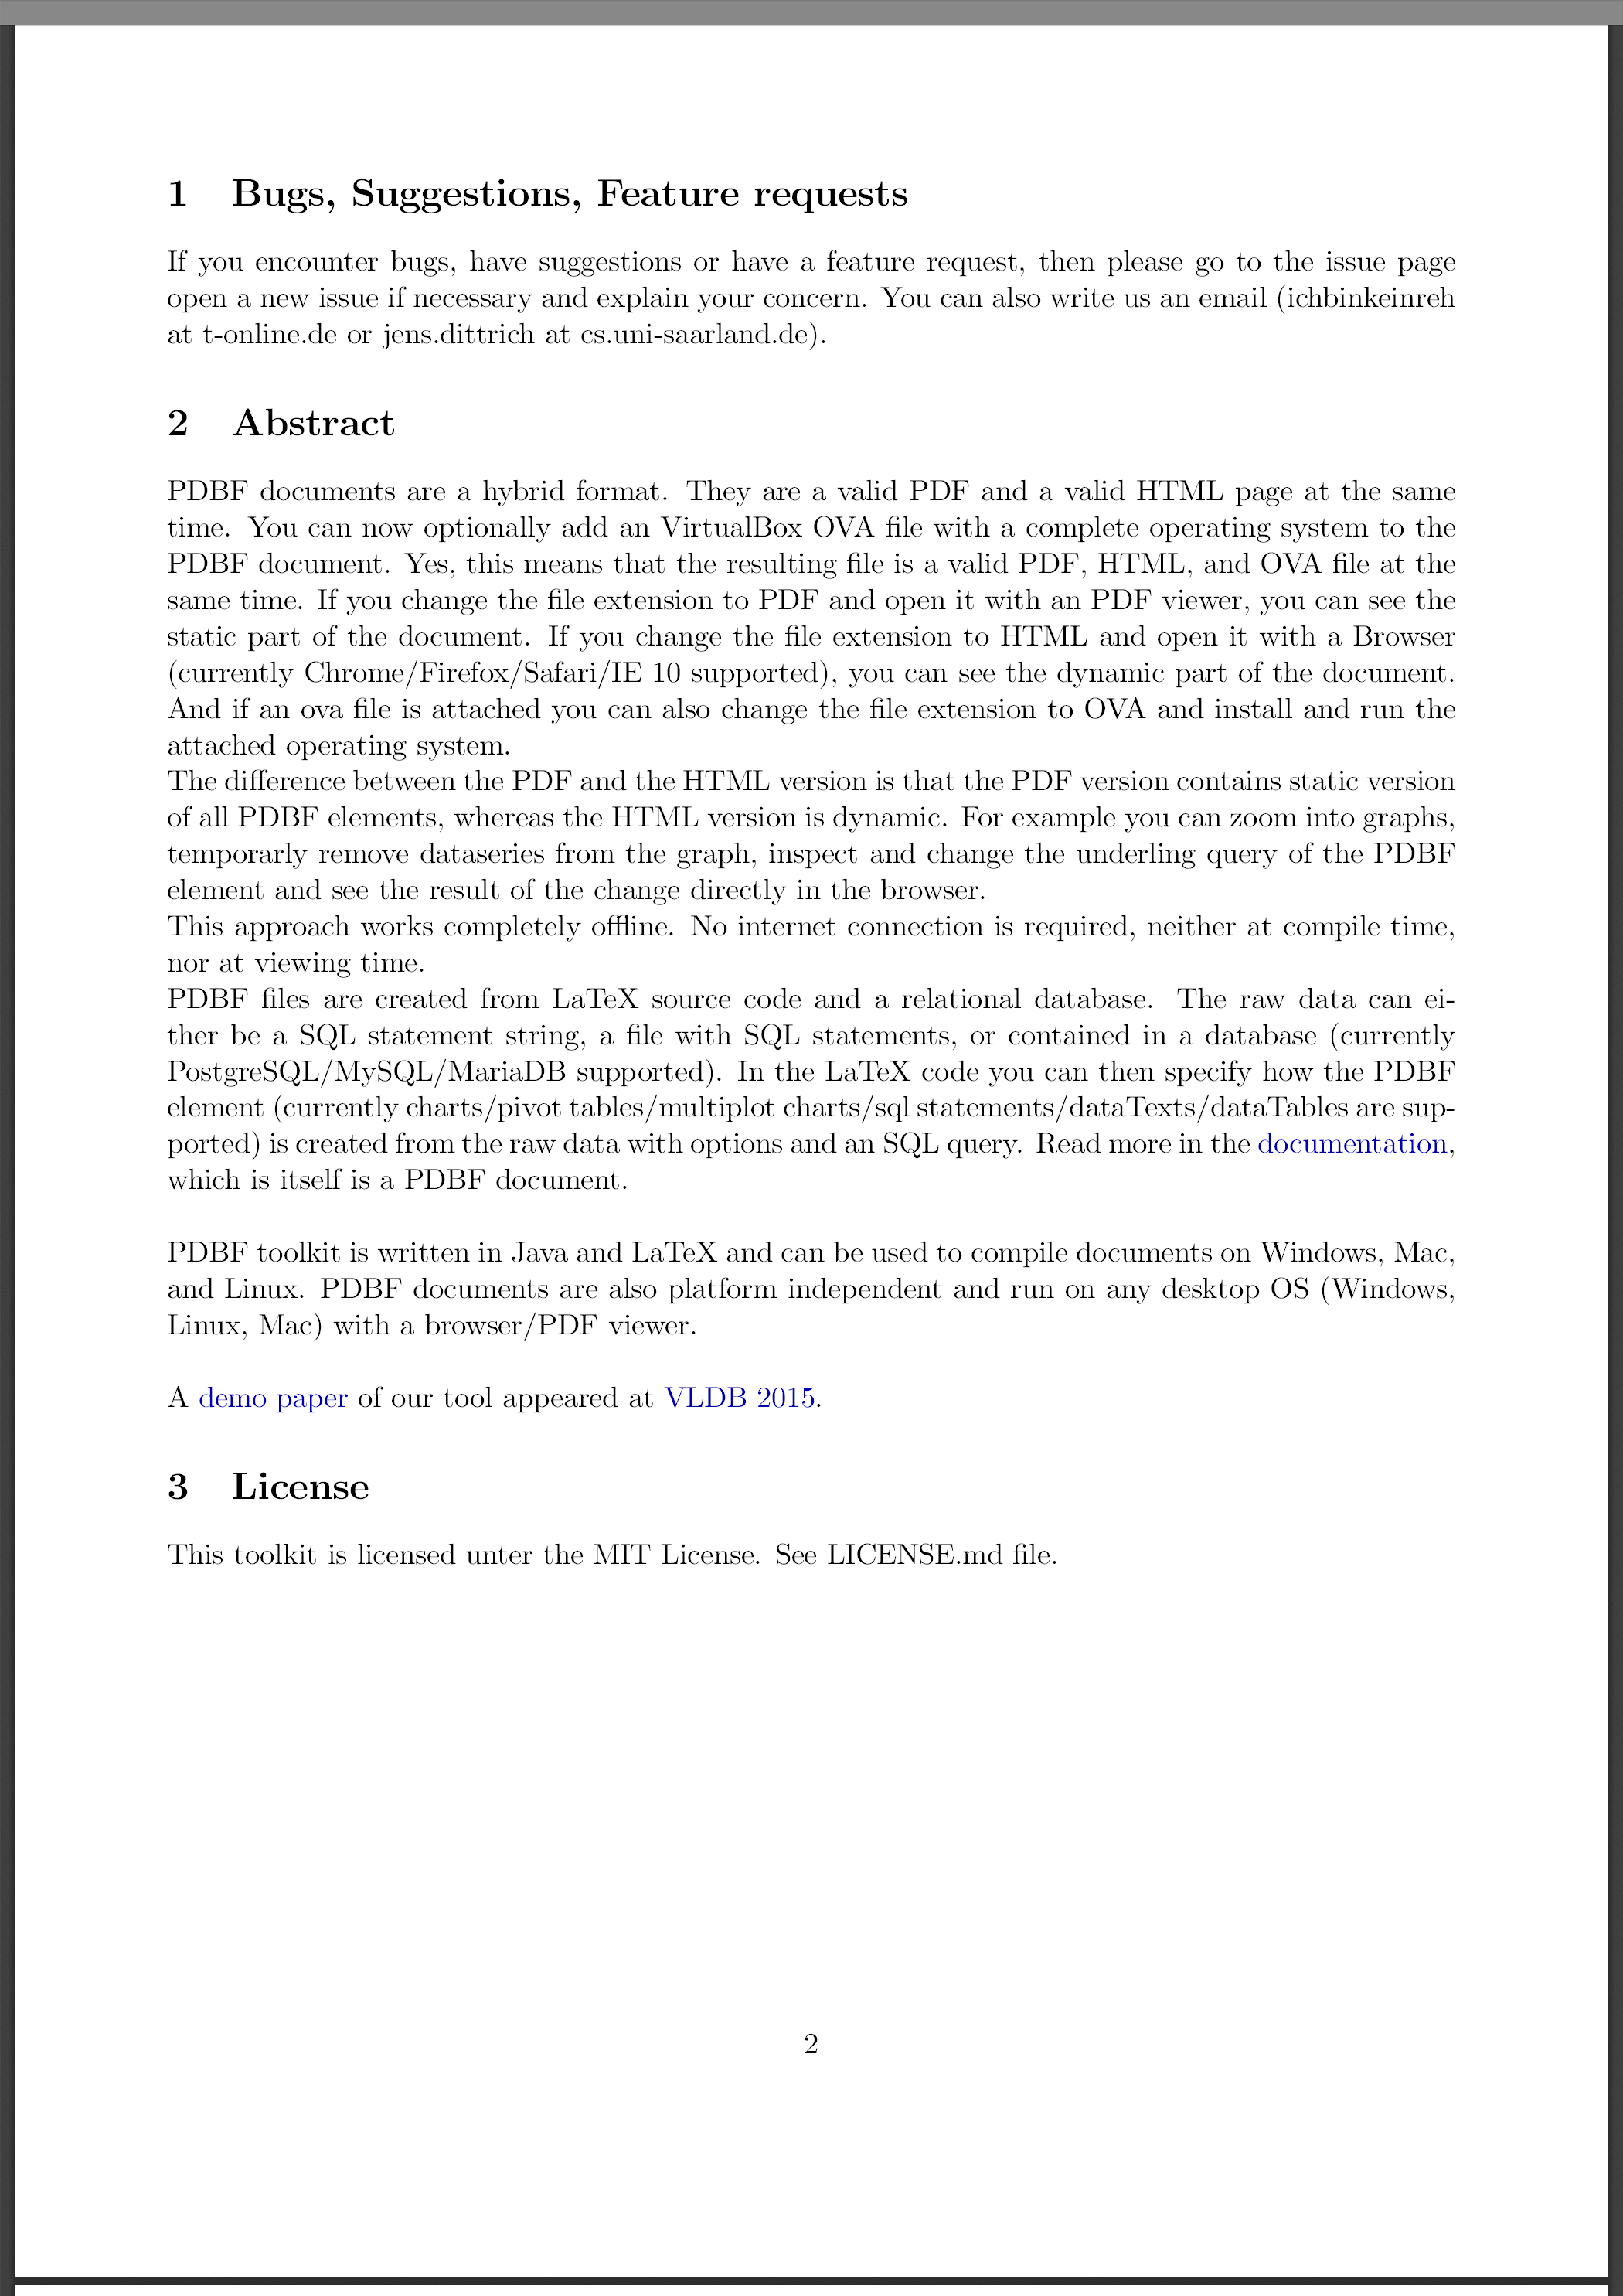 1 Bugs, Suggestions, Feature requests
If you encounter bugs, have suggestions or have a feature request, then please go to the issue page
open a new issue if necessary and explain your concern. You can also write us an email (ichbinkeinreh
at t-online.de or jens.dittrich at cs.uni-saarland.de).
2 Abstract
PDBF documents are a hybrid format. They are a valid PDF and a valid HTML page at the same
time. You can now optionally add an VirtualBox OVA file with a complete operating system to the
PDBF document. Yes, this means that the resulting file is a valid PDF, HTML, and OVA file at the
same time. If you change the file extension to PDF and open it with an PDF viewer, you can see the
static part of the document. If you change the file extension to HTML and open it with a Browser
(currently Chrome/Firefox/Safari/IE 10 supported), you can see the dynamic part of the document.
And if an ova file is attached you can also change the file extension to OVA and install and run the
attached operating system.
The difference between the PDF and the HTML version is that the PDF version contains static version
of all PDBF elements, whereas the HTML version is dynamic. For example you can zoom into graphs,
temporarly remove dataseries from the graph, inspect and change the underling query of the PDBF
element and see the result of the change directly in the browser.
This approach works completely offline. No internet connection is required, neither at compile time,
nor at viewing time.
PDBF files are created from LaTeX source code and a relational database. The raw data can ei-
ther be a SQL statement string, a file with SQL statements, or contained in a database (currently
PostgreSQL/MySQL/MariaDB supported). In the LaTeX code you can then specify how the PDBF
element (currently charts/pivot tables/multiplot charts/sql statements/dataTexts/dataTables are sup-
ported) is created from the raw data with options and an SQL query. Read more in the documentation,
which is itself is a PDBF document.
PDBF toolkit is written in Java and LaTeX and can be used to compile documents on Windows, Mac,
and Linux. PDBF documents are also platform independent and run on any desktop OS (Windows,
Linux, Mac) with a browser/PDF viewer.
A demo paper of our tool appeared at VLDB 2015.
3 License
This toolkit is licensed unter the MIT License. See LICENSE.md file.
2